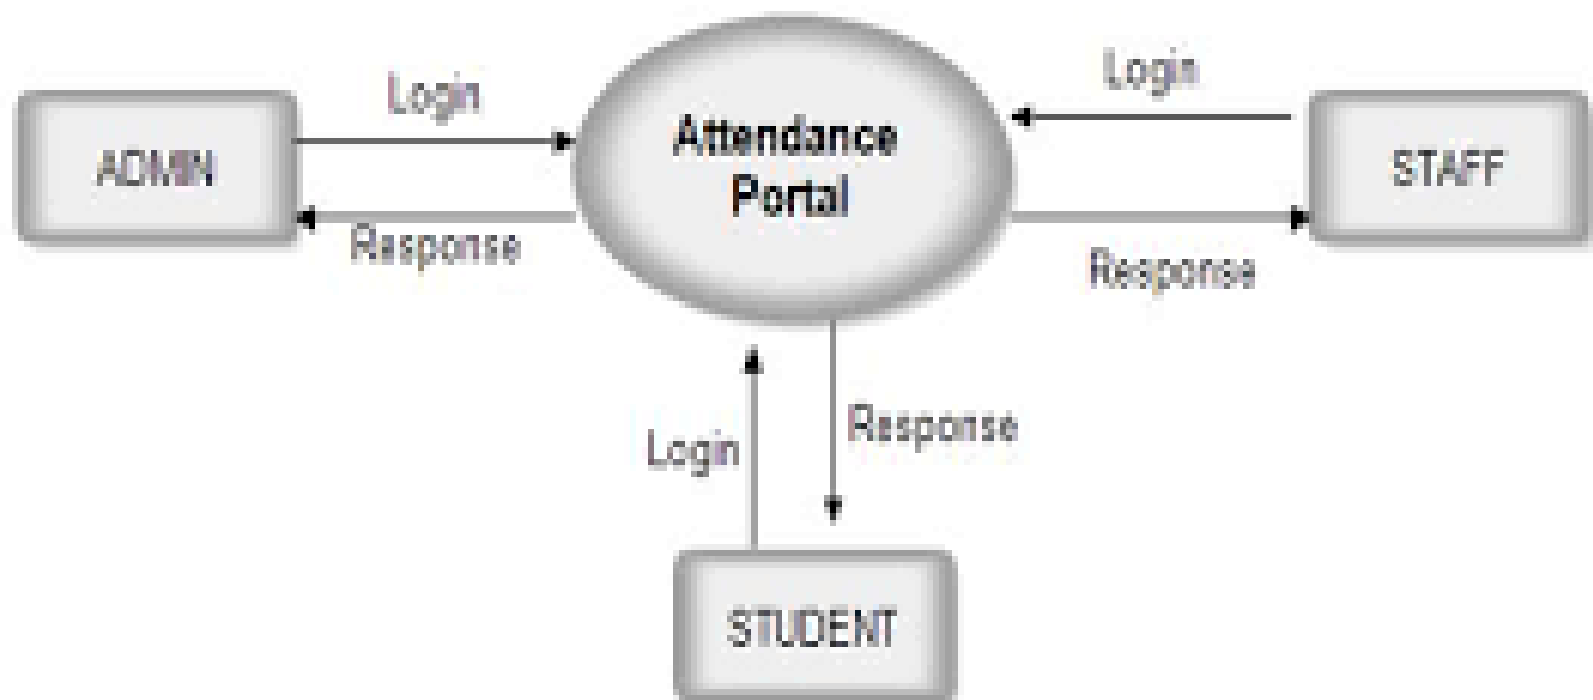 Login
Login
ADMIN
Attendance
Portal
STAFF
Response
Response
Login
Response
STUDENT